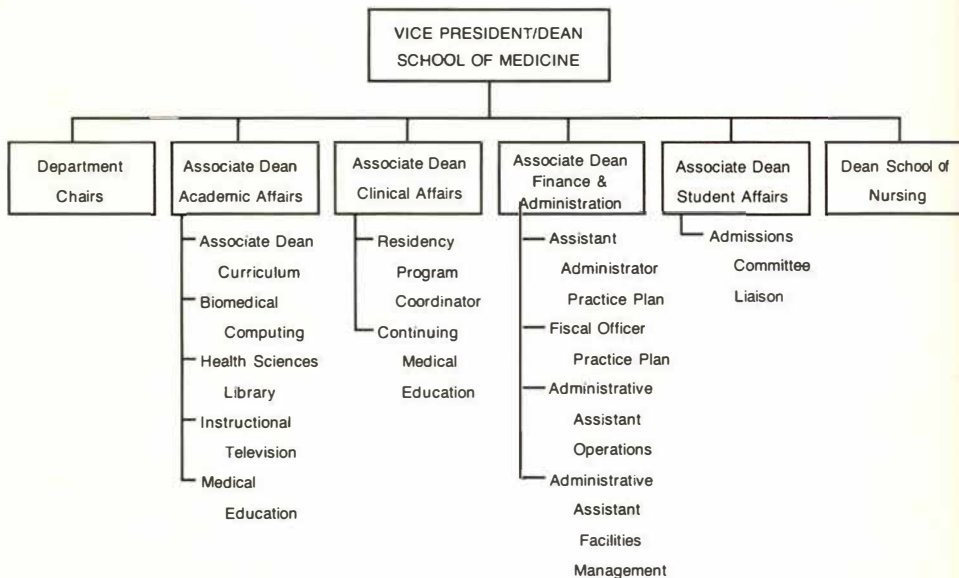 VICE PRESIDENT/DEAN
SCHOOL OF MEDICINE
Department
Chairs
Associate Dean
Academic Affairs
Associate Dean
Curriculum
Biomedical
Computing
Health Sciences
Library
Instructional
Television
Medical
Education
Associate Dean
Clinical Affairs
Residency
Program
Coordinator
Continuing
Medical
Education
Associate Dean
Finance &
Administration
Assistant
Administrator
Practice Plan
Fiscal Officer
Practice Plan
Administrative
Assistant
Operations
Administrative
Assistant
Facilities
Management
Associate Dean
Student Affairs
Admissions
Committee
Liaison
Dean School of
Nursing